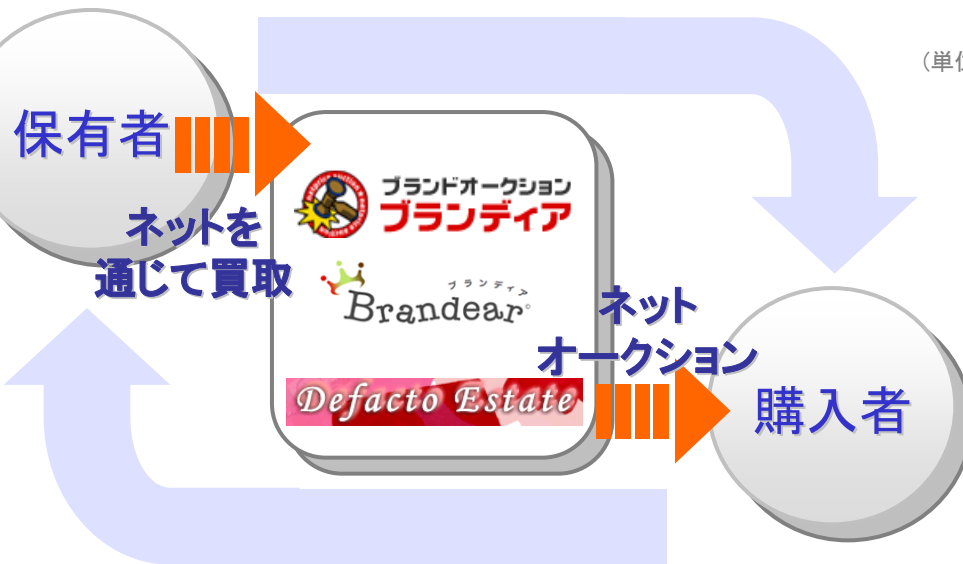 （単位
保有者
ネットを
通じて買取
ブランドオークション
ブランディア
ブランディア
Brandear
Defacto Estate
ネット
オークション
購入者